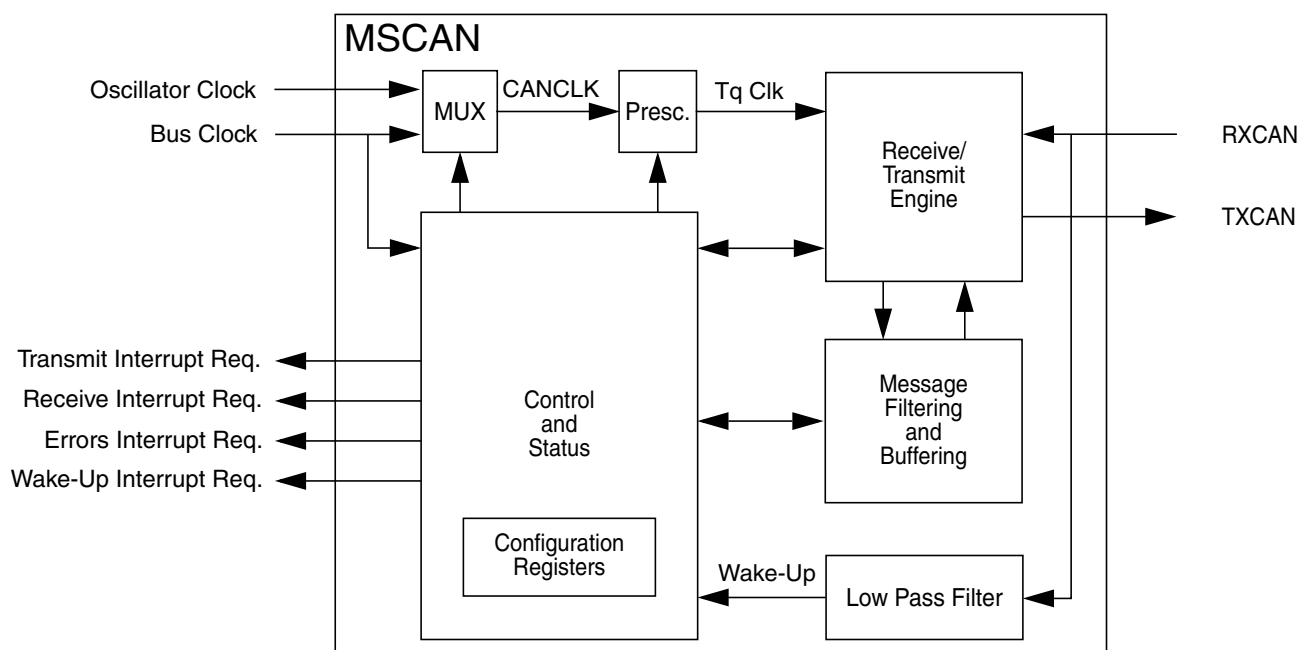 MSCAN
Oscillator Clock
Bus Clock
MUX
CANCLK
Presc.
Tq Clk
Receive/
Transmit
Engine
RXCAN
TXCAN
Transmit Interrupt Req.
Receive Interrupt Req.
Errors Interrupt Req.
Wake-Up Interrupt Req.
Control
and
Status
Message
Filtering
and
Buffering
Configuration
Registers
Wake-Up
Low Pass Filter